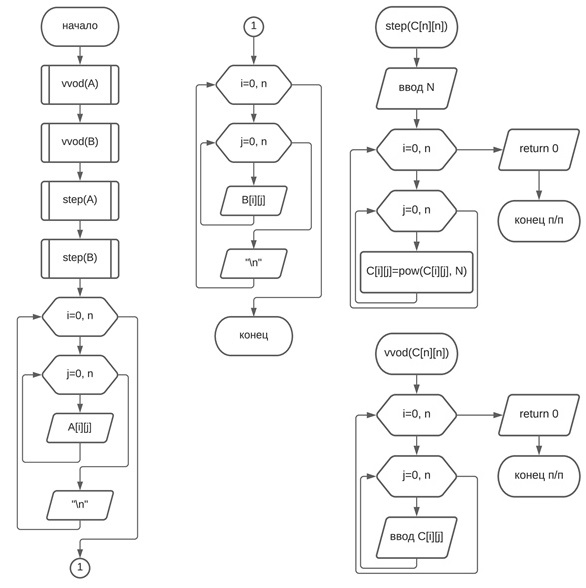 начало
vvod(A)
vvod(B)
step(A)
step(B)
i=0, n
j=0, n
A[i][j]
"\n"
1
1
i=0, n
j=0, n
B[i][j]
"\n"
конец
step(C[n][n])
ввод N
i=0, n
return 0
j=0, n
конец п/п
C[i][j]=pow(C[i][j], N)
vvod(C[n][n])
i=0, n
return 0
j=0, n
конец п/п
ввод C[i][j]